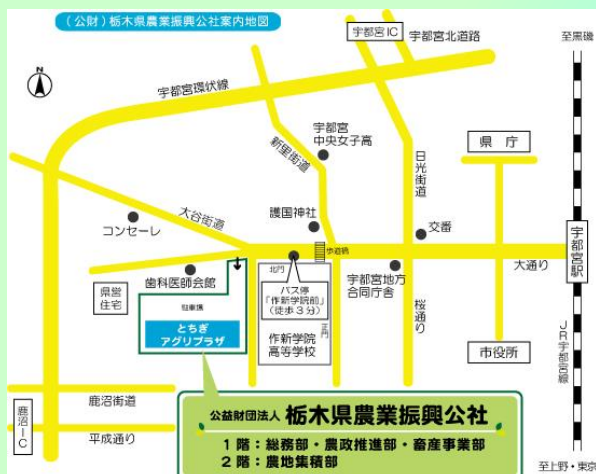 （公財）栃木県農業振興公社案内地図
宇都宮IC
宇都宮北道路
至黒磯
N
宇都宮環状線
宇都宮
中央女子高
新里街道
日光街道
県 庁
大谷街道
コンセーレ
護国神社
歩道橋
交番
宇都宮駅
大通り
北門
歯科医師会館
県営
住宅
駐車場
バス停
「作新学院前」
（徒歩３分）
宇都宮地方
合同庁舎
桜通り
とちぎ
アグリプラザ
作新学院
高等学校
正門
市役所
ＪＲ宇都宮線
鹿沼街道
鹿沼IC
平成通り
公益財団法人 栃木県農業振興公社
１階：総務部・農政推進部・畜産事業部
２階：農地集積部
至上野・東京